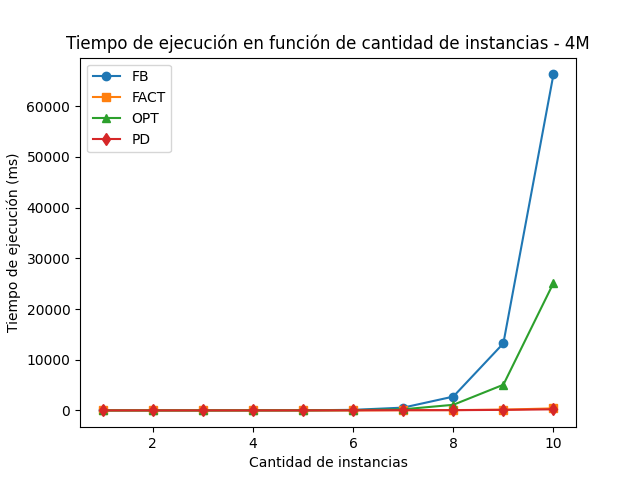 Tiempo de ejecución en función de cantidad de instancias - 4M
FB
FACT
OPT
PD
60000
50000
40000
30000
20000
10000
0
Tiempo de ejecución (ms)
2 4 6 8 10
Cantidad de instancias